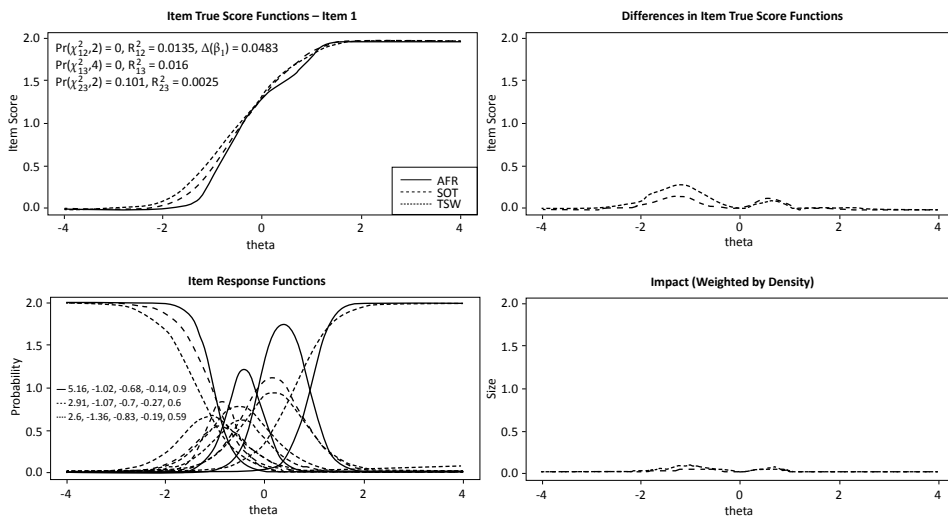 Item True Score Functions – Item 1
Pr(χ²₁₂,2) = 0, R²₁₂ = 0.0135, Δ(β₁) = 0.0483
Pr(χ²₁₃,4) = 0, R²₁₃ = 0.016
Pr(χ²₂₃,2) = 0.101, R²₂₃ = 0.0025
Item Score
2.0
1.5
1.0
0.5
0.0
AFR
SOT
TSW
-4 -2 0 2 4
theta
Differences in Item True Score Functions
Item Score
2.0
1.5
1.0
0.5
0.0
-4 -2 0 2 4
theta
Item Response Functions
Probability
2.0
1.5
1.0
0.5
0.0
5.16, -1.02, -0.68, -0.14, 0.9
2.91, -1.07, -0.7, -0.27, 0.6
2.6, -1.36, -0.83, -0.19, 0.59
-4 -2 0 2 4
theta
Impact (Weighted by Density)
Size
2.0
1.5
1.0
0.5
0.0
-4 -2 0 2 4
theta